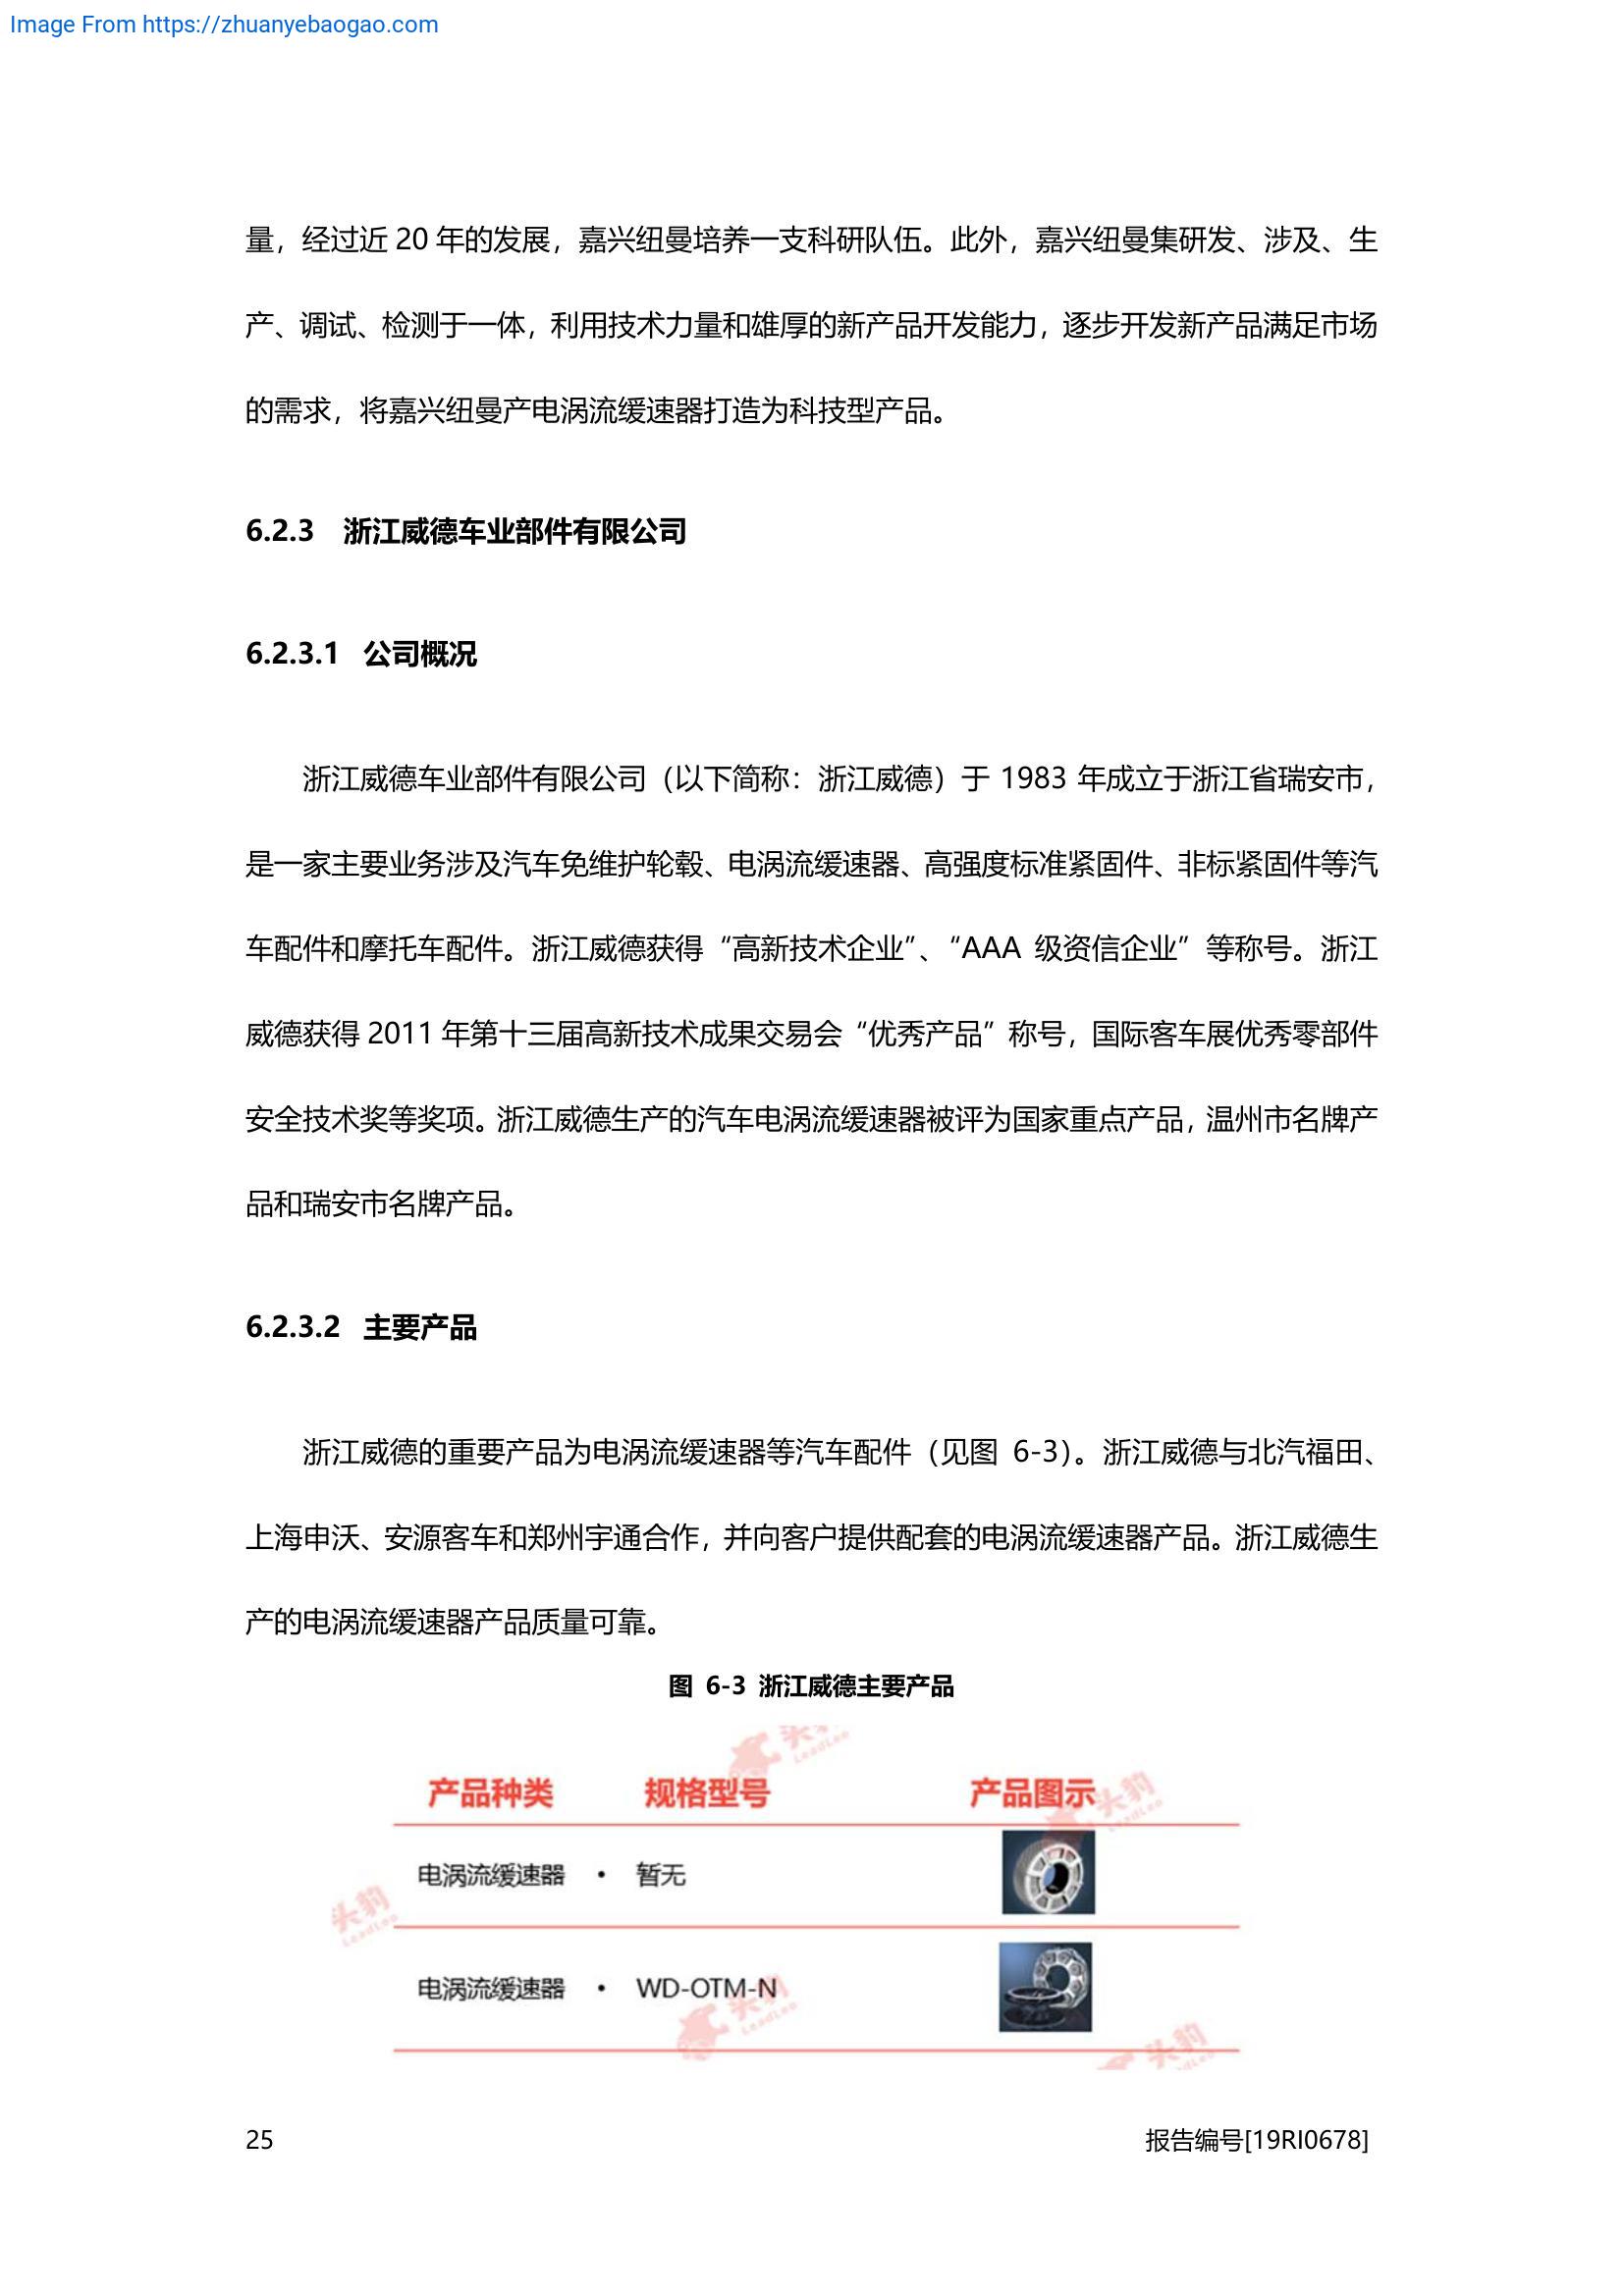 Image From https://zhuanyebaogao.com
量，经过近 20 年的发展，嘉兴纽曼培养一支科研队伍。此外，嘉兴纽曼集研发、涉及、生
产、调试、检测于一体，利用技术力量和雄厚的新产品开发能力，逐步开发新产品满足市场
的需求，将嘉兴纽曼产电涡流缓速器打造为科技型产品。
6.2.3 浙江威德车业部件有限公司
6.2.3.1 公司概况
浙江威德车业部件有限公司（以下简称：浙江威德）于 1983 年成立于浙江省瑞安市，
是一家主要业务涉及汽车免维护轮毂、电涡流缓速器、高强度标准紧固件、非标紧固件等汽
车配件和摩托车配件。浙江威德获得“高新技术企业”、“AAA 级资信企业”等称号。浙江
威德获得 2011 年第十三届高新技术成果交易会“优秀产品”称号，国际客车展优秀零部件
安全技术奖等奖项。浙江威德生产的汽车电涡流缓速器被评为国家重点产品，温州市名牌产
品和瑞安市名牌产品。
6.2.3.2 主要产品
浙江威德的重要产品为电涡流缓速器等汽车配件（见图 6-3）。浙江威德与北汽福田、
上海申沃、安源客车和郑州宇通合作，并向客户提供配套的电涡流缓速器产品。浙江威德生
产的电涡流缓速器产品质量可靠。
图 6-3 浙江威德主要产品
头豹 LeadLeo
产品种类 规格型号 产品图示
头豹 LeadLeo
电涡流缓速器 • 暂无
头豹 LeadLeo
电涡流缓速器 • WD-OTM-N
头豹 LeadLeo
头豹 LeadLeo
25 报告编号[19RI0678]